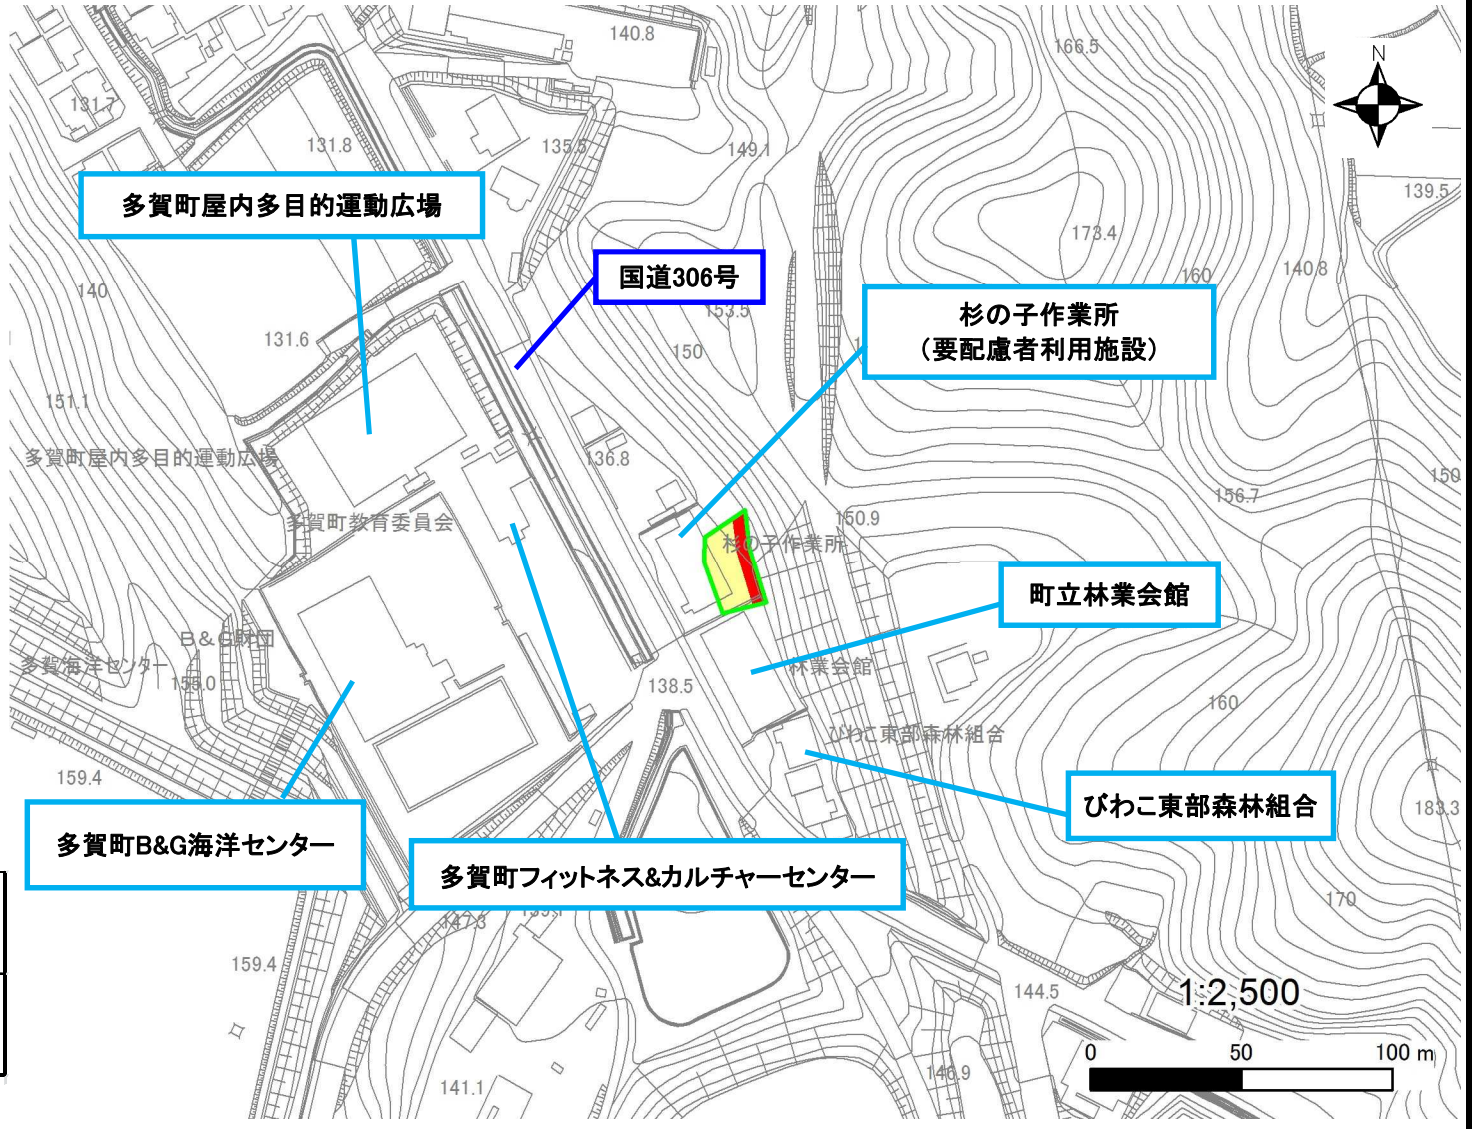 140.8
166.5
N
131.7
131.8
135.5
149.1
139.5
多賀町屋内多目的運動広場
173.4
国道306号
160
140.8
140
153.5
杉の子作業所
（要配慮者利用施設）
131.6
150
151.1
多賀町屋内多目的運動広場
136.8
150
156.7
多賀町教育委員会
150.9
杉の子作業所
町立林業会館
B&G財団
多賀海洋センター
155.0
林業会館
138.5
160
びわこ東部森林組合
159.4
びわこ東部森林組合
183.3
多賀町B&G海洋センター
多賀町フィットネス&カルチャーセンター
170
147.3
159.4
144.5
1:2,500
0 50 100 m
146.9
141.1